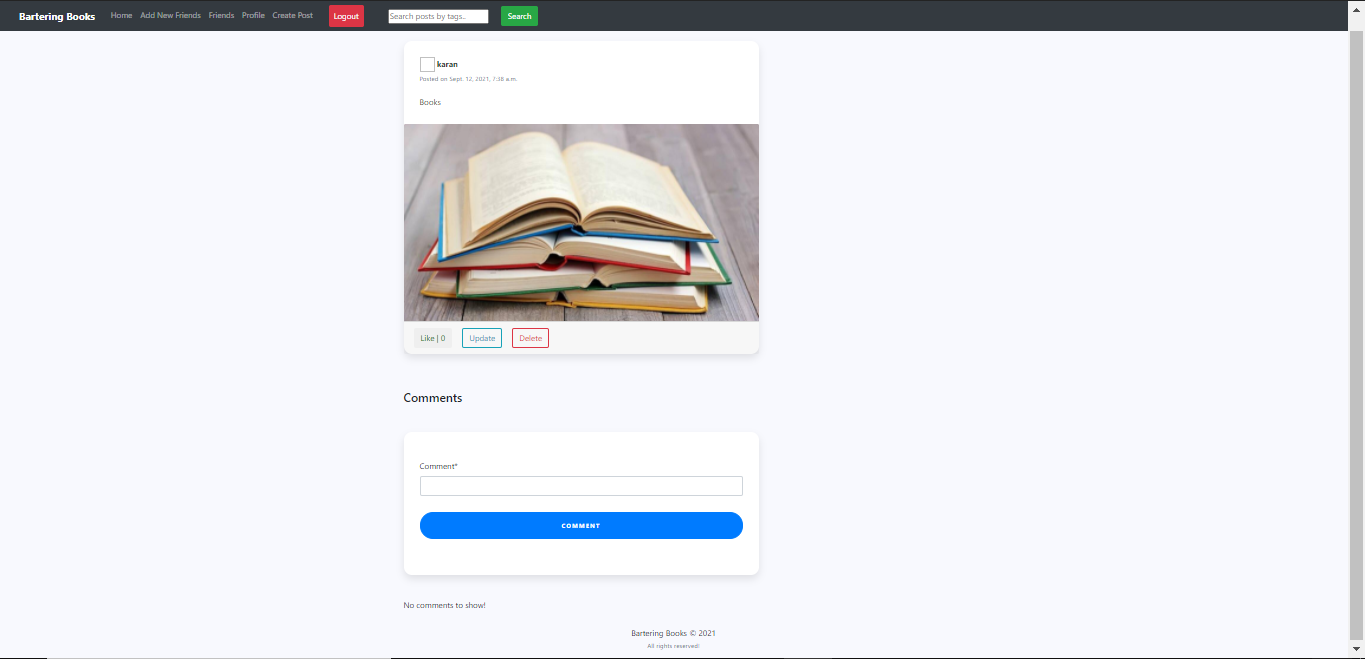 Bartering Books Home Add New Friends Friends Profile Create Post Logout Search posts by tags.. Search
karan
Posted on Sept. 12, 2021, 7:38 a.m.
Books
Like | 0 Update Delete
Comments
Comment*
COMMENT
No comments to show!
Bartering Books © 2021
All rights reserved!